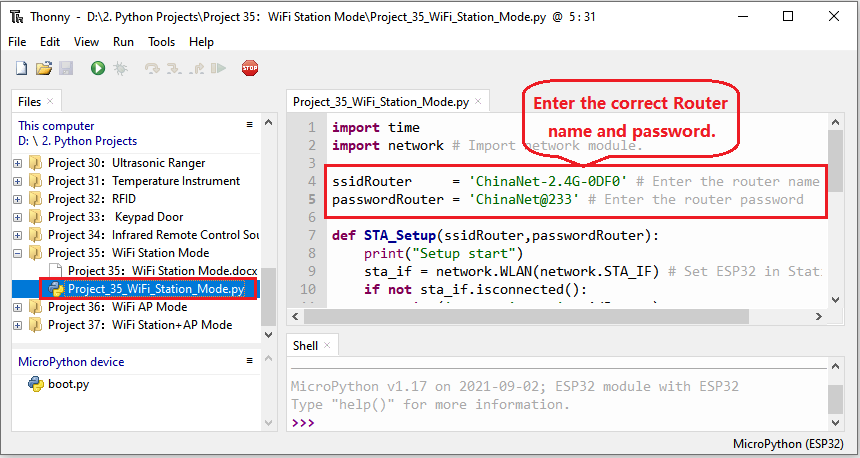 Thonny - D:\2. Python Projects\Project 35：WiFi Station Mode\Project_35_WiFi_Station_Mode.py @ 5 : 31
File Edit View Run Tools Help
STOP
Files
This computer
D: \ 2. Python Projects
Project 30：Ultrasonic Ranger
Project 31：Temperature Instrument
Project 32：RFID
Project 33： Keypad Door
Project 34：Infrared Remote Control Sou
Project 35：WiFi Station Mode
Project 35：WiFi Station Mode.docx
Project_35_WiFi_Station_Mode.py
Project 36：WiFi AP Mode
Project 37：WiFi Station+AP Mode
MicroPython device
boot.py
Project_35_WiFi_Station_Mode.py
Enter the correct Router
name and password.
1 import time
2 import network # Import network module.
3
4 ssidRouter     = 'ChinaNet-2.4G-0DF0' # Enter the router name
5 passwordRouter = 'ChinaNet@233' # Enter the router password
6
7 def STA_Setup(ssidRouter,passwordRouter):
8     print("Setup start")
9     sta_if = network.WLAN(network.STA_IF) # Set ESP32 in Stati
10     if not sta_if.isconnected():
Shell
MicroPython v1.17 on 2021-09-02; ESP32 module with ESP32
Type "help()" for more information.
>>>
MicroPython (ESP32)